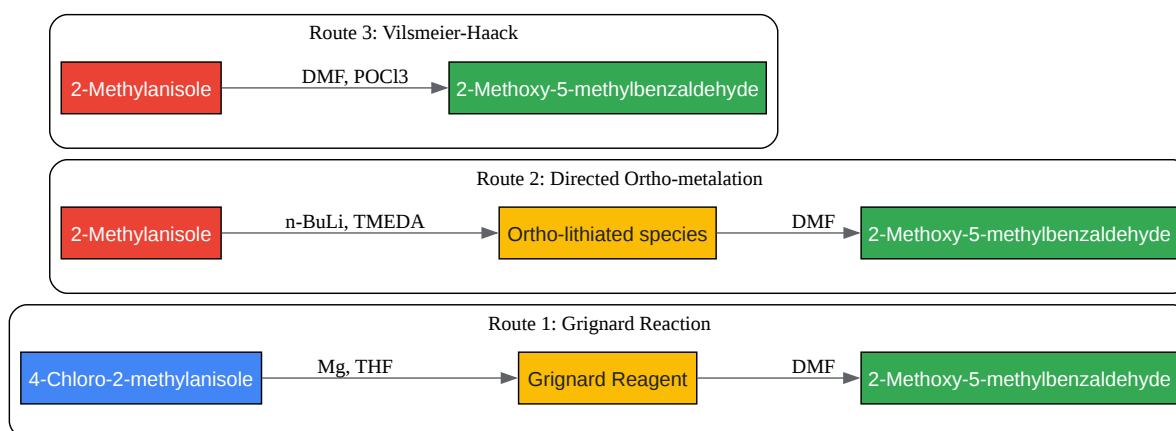 Route 3: Vilsmeier-Haack
2-Methylanisole
DMF, POCl3
2-Methoxy-5-methylbenzaldehyde
Route 2: Directed Ortho-metalation
2-Methylanisole
n-BuLi, TMEDA
Ortho-lithiated species
DMF
2-Methoxy-5-methylbenzaldehyde
Route 1: Grignard Reaction
4-Chloro-2-methylanisole
Mg, THF
Grignard Reagent
DMF
2-Methoxy-5-methylbenzaldehyde